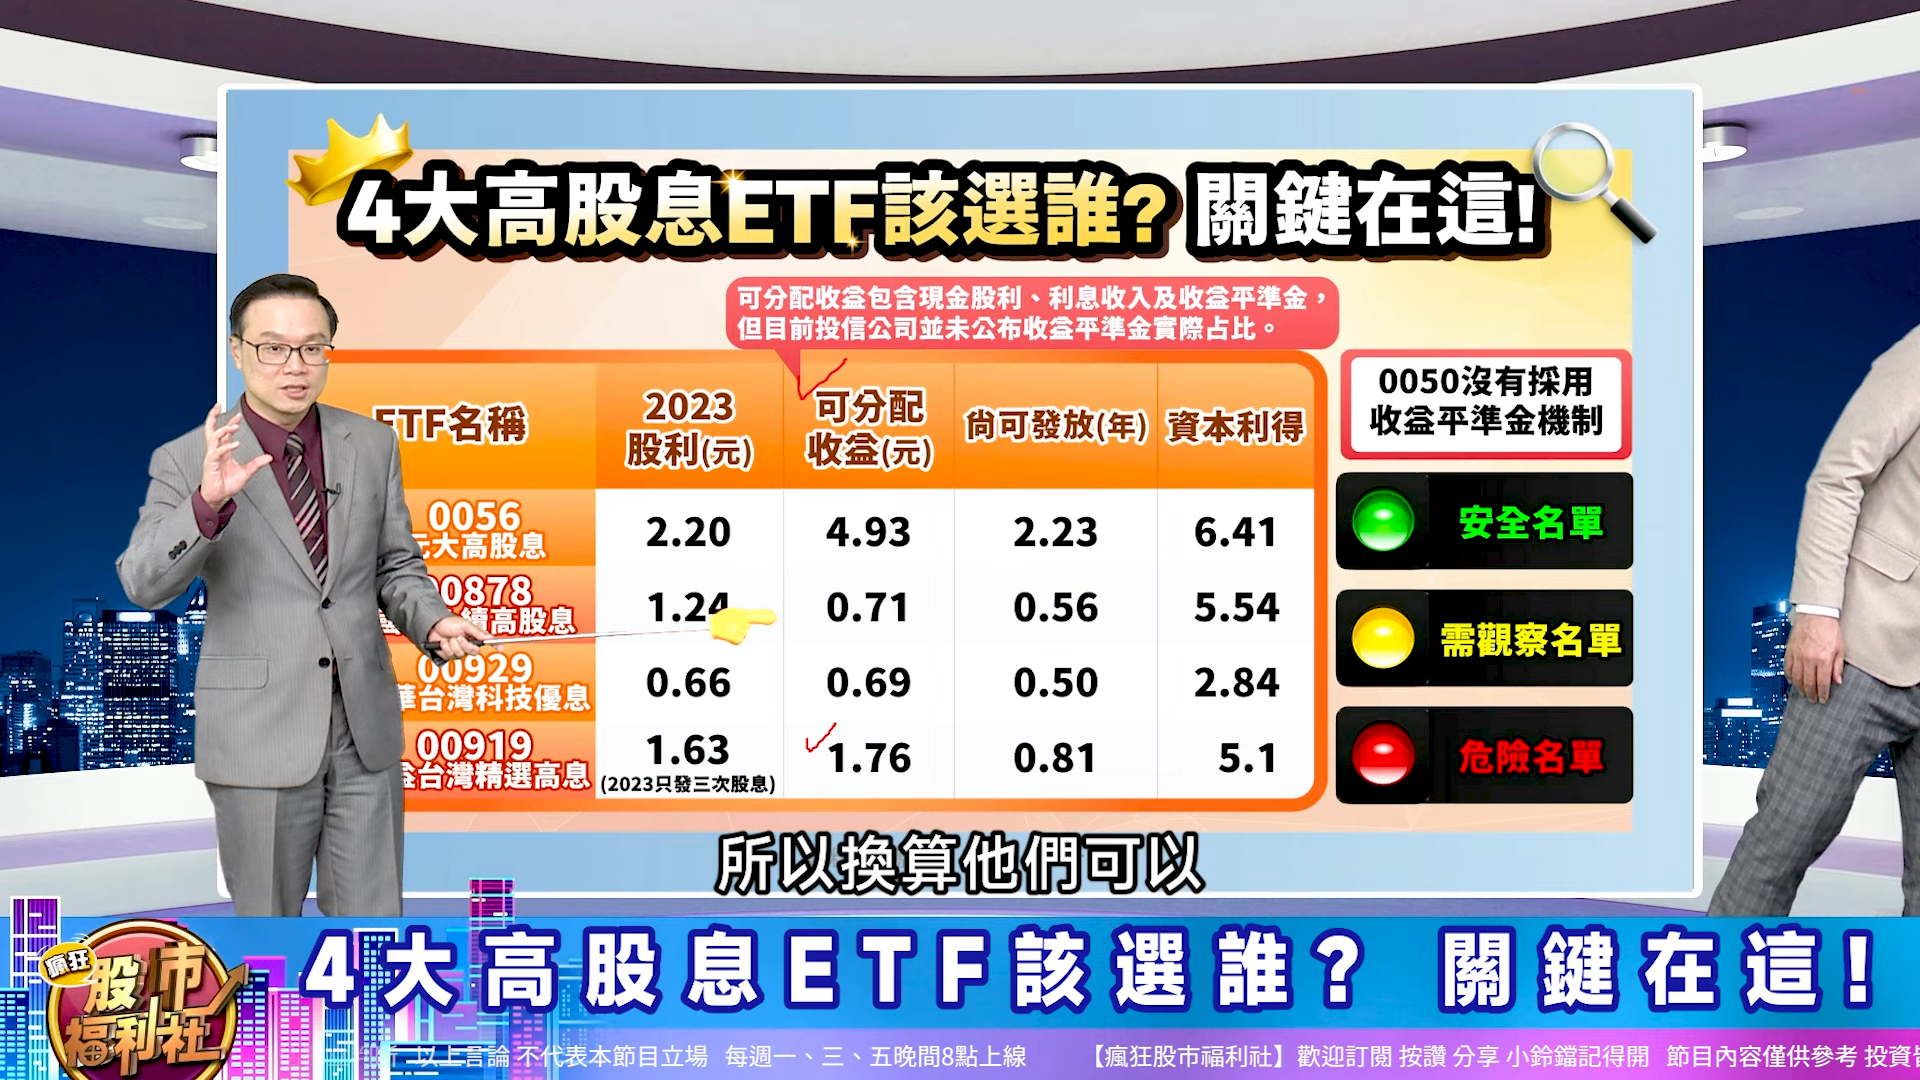 4大高股息ETF該選誰? 關鍵在這!
可分配收益包含現金股利、利息收入及收益平準金,
但目前投信公司並未公布收益平準金實際占比。
ETF名稱
2023
股利(元)
可分配
收益(元)
尚可發放(年)
資本利得
0056
元大高股息
2.20
4.93
2.23
6.41
00878
續高股息
1.24
0.71
0.56
5.54
00929
華台灣科技優息
0.66
0.69
0.50
2.84
00919
益台灣精選高息
1.63
(2023只發三次股息)
1.76
0.81
5.1
0050沒有採用
收益平準金機制
安全名單
需觀察名單
危險名單
所以換算他們可以
瘋狂
股市
福利社
4大高股息ETF該選誰? 關鍵在這!
以上言論 不代表本節目立場 每週一、三、五晚間8點上線 【瘋狂股市福利社】歡迎訂閱 按讚 分享 小鈴鐺記得開 節目內容僅供參考 投資